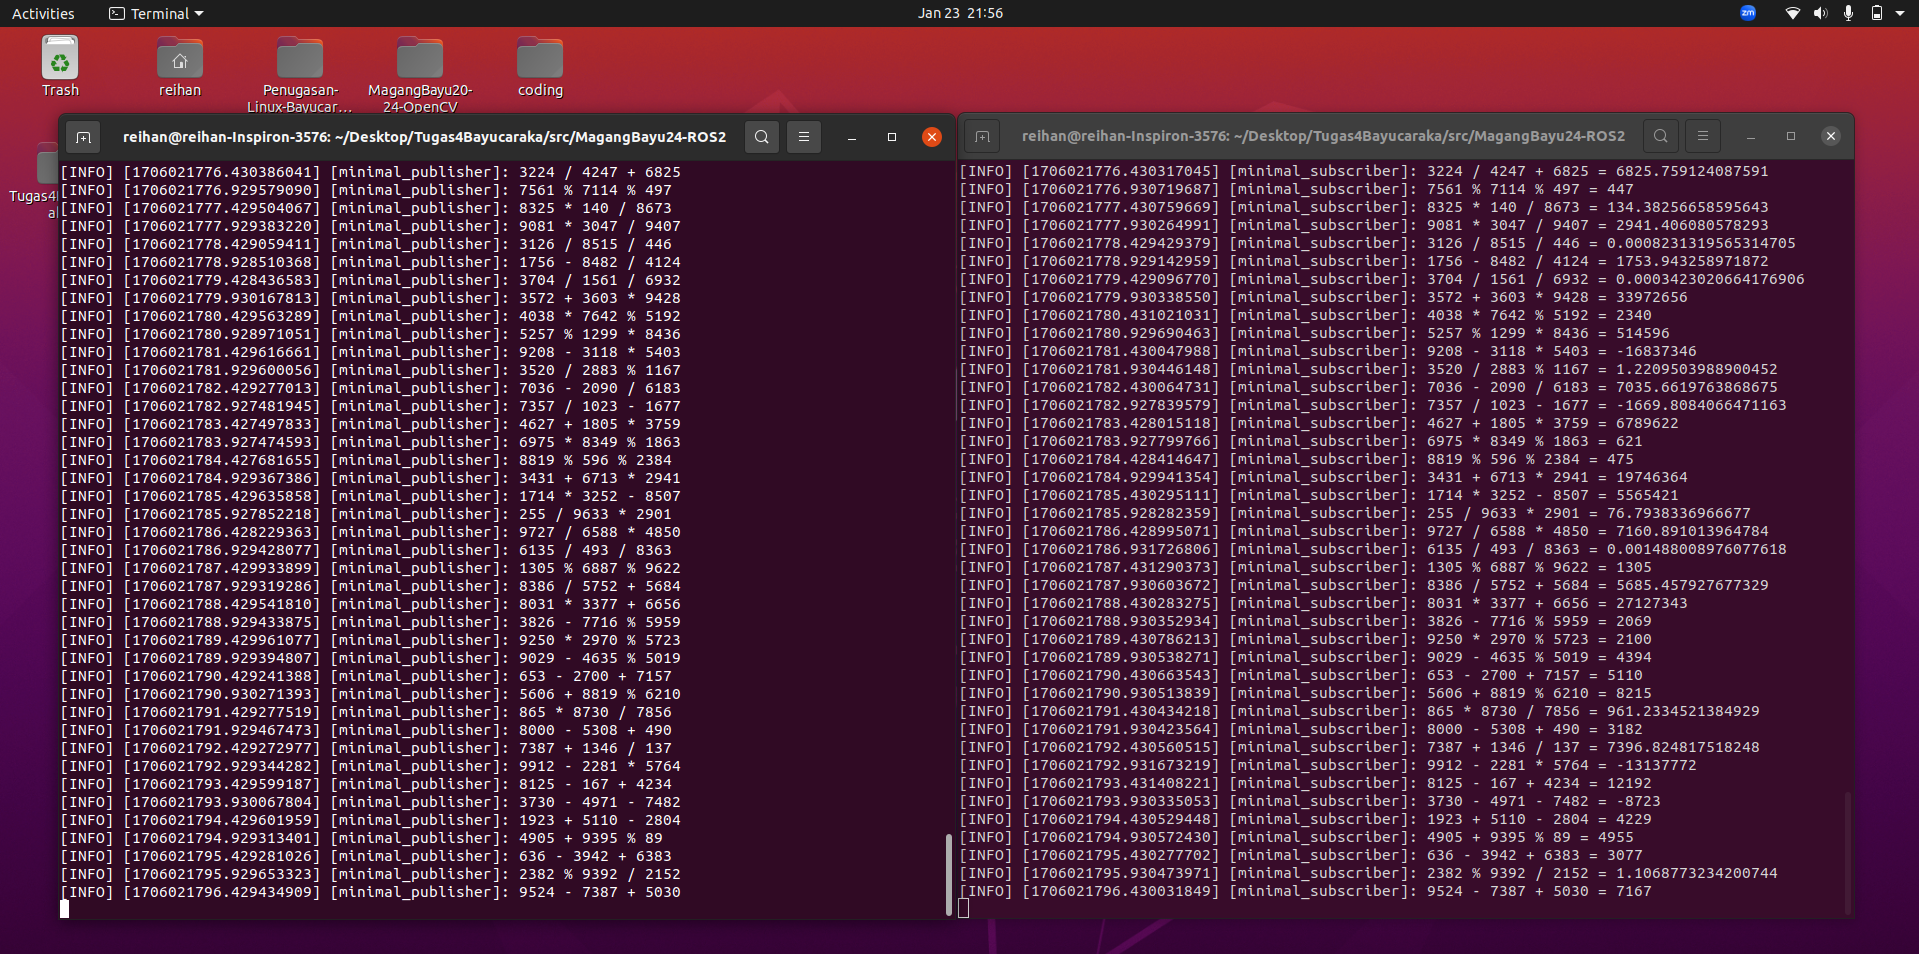 Activities
Terminal
Jan 23 21:56
zm
Trash
reihan
Penugasan-
Linux-Bayucar...
MagangBayu20-
24-OpenCV
coding
Tugas4
a
reihan@reihan-Inspiron-3576: ~/Desktop/Tugas4Bayucaraka/src/MagangBayu24-ROS2
[INFO] [1706021776.430386041] [minimal_publisher]: 3224 / 4247 + 6825
[INFO] [1706021776.929579090] [minimal_publisher]: 7561 % 7114 % 497
[INFO] [1706021777.429504067] [minimal_publisher]: 8325 * 140 / 8673
[INFO] [1706021777.929383220] [minimal_publisher]: 9081 * 3047 / 9407
[INFO] [1706021778.429059411] [minimal_publisher]: 3126 / 8515 / 446
[INFO] [1706021778.928510368] [minimal_publisher]: 1756 - 8482 / 4124
[INFO] [1706021779.428436583] [minimal_publisher]: 3704 / 1561 / 6932
[INFO] [1706021779.930167813] [minimal_publisher]: 3572 + 3603 * 9428
[INFO] [1706021780.429563289] [minimal_publisher]: 4038 * 7642 % 5192
[INFO] [1706021780.928971051] [minimal_publisher]: 5257 % 1299 * 8436
[INFO] [1706021781.429616661] [minimal_publisher]: 9208 - 3118 * 5403
[INFO] [1706021781.929600056] [minimal_publisher]: 3520 / 2883 % 1167
[INFO] [1706021782.429277013] [minimal_publisher]: 7036 - 2090 / 6183
[INFO] [1706021782.927481945] [minimal_publisher]: 7357 / 1023 - 1677
[INFO] [1706021783.427497833] [minimal_publisher]: 4627 + 1805 * 3759
[INFO] [1706021783.927474593] [minimal_publisher]: 6975 * 8349 % 1863
[INFO] [1706021784.427681655] [minimal_publisher]: 8819 % 596 % 2384
[INFO] [1706021784.929367386] [minimal_publisher]: 3431 + 6713 * 2941
[INFO] [1706021785.429635858] [minimal_publisher]: 1714 * 3252 - 8507
[INFO] [1706021785.927852218] [minimal_publisher]: 255 / 9633 * 2901
[INFO] [1706021786.428229363] [minimal_publisher]: 9727 / 6588 * 4850
[INFO] [1706021786.929428077] [minimal_publisher]: 6135 / 493 / 8363
[INFO] [1706021787.429933899] [minimal_publisher]: 1305 % 6887 % 9622
[INFO] [1706021787.929319286] [minimal_publisher]: 8386 / 5752 + 5684
[INFO] [1706021788.429541810] [minimal_publisher]: 8031 * 3377 + 6656
[INFO] [1706021788.929433875] [minimal_publisher]: 3826 - 7716 % 5959
[INFO] [1706021789.429961077] [minimal_publisher]: 9250 * 2970 % 5723
[INFO] [1706021789.929394807] [minimal_publisher]: 9029 - 4635 % 5019
[INFO] [1706021790.429241388] [minimal_publisher]: 653 - 2700 + 7157
[INFO] [1706021790.930271393] [minimal_publisher]: 5606 + 8819 % 6210
[INFO] [1706021791.429277519] [minimal_publisher]: 865 * 8730 / 7856
[INFO] [1706021791.929467473] [minimal_publisher]: 8000 - 5308 + 490
[INFO] [1706021792.429272977] [minimal_publisher]: 7387 + 1346 / 137
[INFO] [1706021792.929344282] [minimal_publisher]: 9912 - 2281 * 5764
[INFO] [1706021793.429599187] [minimal_publisher]: 8125 - 167 + 4234
[INFO] [1706021793.930067804] [minimal_publisher]: 3730 - 4971 - 7482
[INFO] [1706021794.429601959] [minimal_publisher]: 1923 + 5110 - 2804
[INFO] [1706021794.929313401] [minimal_publisher]: 4905 + 9395 % 89
[INFO] [1706021795.429281026] [minimal_publisher]: 636 - 3942 + 6383
[INFO] [1706021795.929653323] [minimal_publisher]: 2382 % 9392 / 2152
[INFO] [1706021796.429434909] [minimal_publisher]: 9524 - 7387 + 5030
reihan@reihan-Inspiron-3576: ~/Desktop/Tugas4Bayucaraka/src/MagangBayu24-ROS2
[INFO] [1706021776.430317045] [minimal_subscriber]: 3224 / 4247 + 6825 = 6825.759124087591
[INFO] [1706021776.930719687] [minimal_subscriber]: 7561 % 7114 % 497 = 447
[INFO] [1706021777.430759669] [minimal_subscriber]: 8325 * 140 / 8673 = 134.38256658595643
[INFO] [1706021777.930264991] [minimal_subscriber]: 9081 * 3047 / 9407 = 2941.406080578293
[INFO] [1706021778.429429379] [minimal_subscriber]: 3126 / 8515 / 446 = 0.0008231319565314705
[INFO] [1706021778.929142959] [minimal_subscriber]: 1756 - 8482 / 4124 = 1753.943258971872
[INFO] [1706021779.429096770] [minimal_subscriber]: 3704 / 1561 / 6932 = 0.0003423020664176906
[INFO] [1706021779.930338550] [minimal_subscriber]: 3572 + 3603 * 9428 = 33972656
[INFO] [1706021780.431021031] [minimal_subscriber]: 4038 * 7642 % 5192 = 2340
[INFO] [1706021780.929690463] [minimal_subscriber]: 5257 % 1299 * 8436 = 514596
[INFO] [1706021781.430047988] [minimal_subscriber]: 9208 - 3118 * 5403 = -16837346
[INFO] [1706021781.930446148] [minimal_subscriber]: 3520 / 2883 % 1167 = 1.2209503988900452
[INFO] [1706021782.430064731] [minimal_subscriber]: 7036 - 2090 / 6183 = 7035.6619763868675
[INFO] [1706021782.927839579] [minimal_subscriber]: 7357 / 1023 - 1677 = -1669.8084066471163
[INFO] [1706021783.428015118] [minimal_subscriber]: 4627 + 1805 * 3759 = 6789622
[INFO] [1706021783.927799766] [minimal_subscriber]: 6975 * 8349 % 1863 = 621
[INFO] [1706021784.428414647] [minimal_subscriber]: 8819 % 596 % 2384 = 475
[INFO] [1706021784.929941354] [minimal_subscriber]: 3431 + 6713 * 2941 = 19746364
[INFO] [1706021785.430295111] [minimal_subscriber]: 1714 * 3252 - 8507 = 5565421
[INFO] [1706021785.928282359] [minimal_subscriber]: 255 / 9633 * 2901 = 76.7938336966677
[INFO] [1706021786.428995071] [minimal_subscriber]: 9727 / 6588 * 4850 = 7160.891013964784
[INFO] [1706021786.931726806] [minimal_subscriber]: 6135 / 493 / 8363 = 0.001488008976077618
[INFO] [1706021787.431290373] [minimal_subscriber]: 1305 % 6887 % 9622 = 1305
[INFO] [1706021787.930603672] [minimal_subscriber]: 8386 / 5752 + 5684 = 5685.457927677329
[INFO] [1706021788.430283275] [minimal_subscriber]: 8031 * 3377 + 6656 = 27127343
[INFO] [1706021788.930352934] [minimal_subscriber]: 3826 - 7716 % 5959 = 2069
[INFO] [1706021789.430786213] [minimal_subscriber]: 9250 * 2970 % 5723 = 2100
[INFO] [1706021789.930538271] [minimal_subscriber]: 9029 - 4635 % 5019 = 4394
[INFO] [1706021790.430663543] [minimal_subscriber]: 653 - 2700 + 7157 = 5110
[INFO] [1706021790.930513839] [minimal_subscriber]: 5606 + 8819 % 6210 = 8215
[INFO] [1706021791.430434218] [minimal_subscriber]: 865 * 8730 / 7856 = 961.2334521384929
[INFO] [1706021791.930423564] [minimal_subscriber]: 8000 - 5308 + 490 = 3182
[INFO] [1706021792.430560515] [minimal_subscriber]: 7387 + 1346 / 137 = 7396.824817518248
[INFO] [1706021792.931673219] [minimal_subscriber]: 9912 - 2281 * 5764 = -13137772
[INFO] [1706021793.431408221] [minimal_subscriber]: 8125 - 167 + 4234 = 12192
[INFO] [1706021793.930335053] [minimal_subscriber]: 3730 - 4971 - 7482 = -8723
[INFO] [1706021794.430529448] [minimal_subscriber]: 1923 + 5110 - 2804 = 4229
[INFO] [1706021794.930572430] [minimal_subscriber]: 4905 + 9395 % 89 = 4955
[INFO] [1706021795.430277702] [minimal_subscriber]: 636 - 3942 + 6383 = 3077
[INFO] [1706021795.930473971] [minimal_subscriber]: 2382 % 9392 / 2152 = 1.1068773234200744
[INFO] [1706021796.430031849] [minimal_subscriber]: 9524 - 7387 + 5030 = 7167